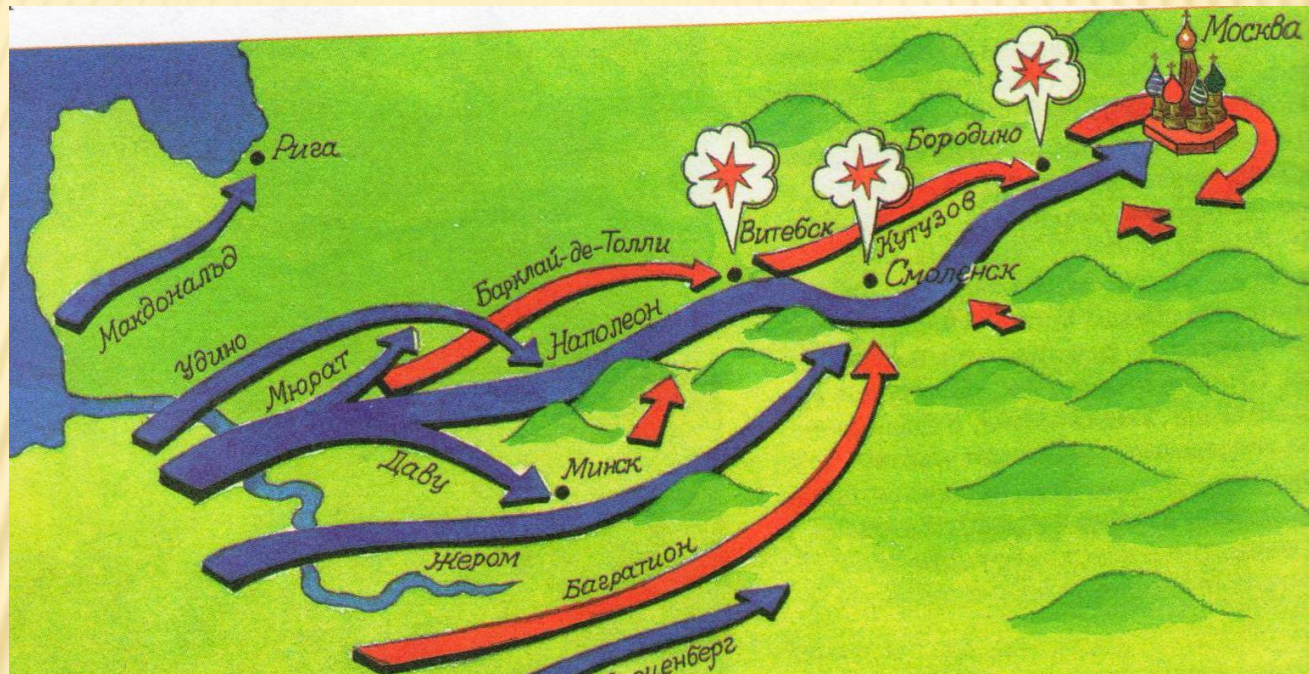 Москва
Рига
Бородино
Витебск
Кутузов
Смоленск
Барклай-де-Толли
Макдональд
Наполеон
Удино
Мюрат
Даву
Минск
Жером
Багратион